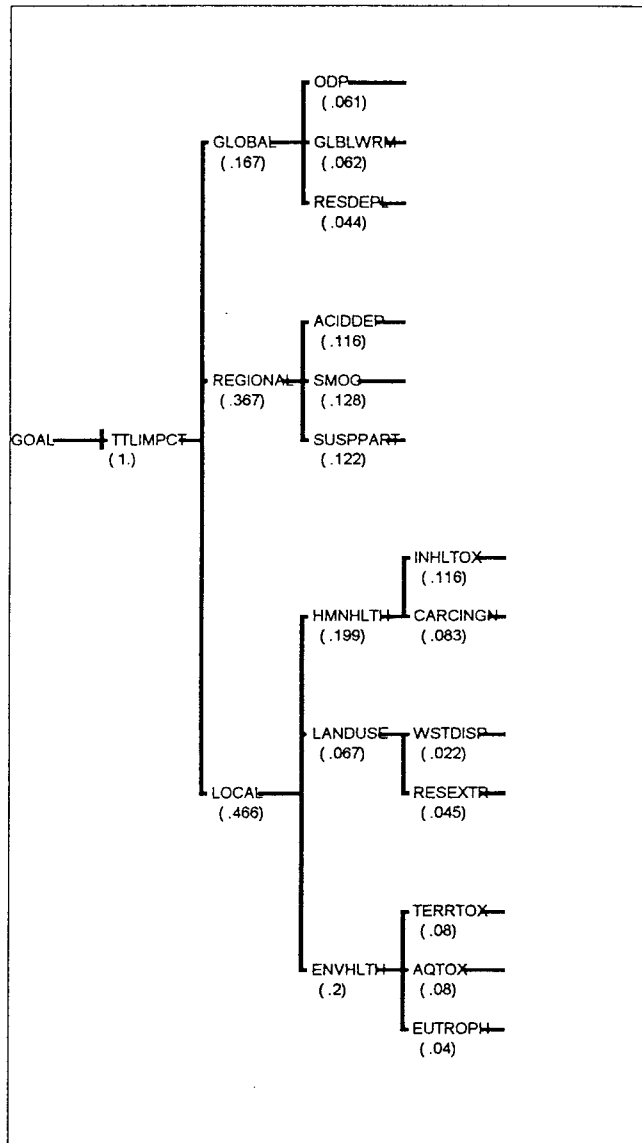 ODP
(.061)
GLOBAL
(.167)
GLBLWRM
(.062)
RESDEPL
(.044)
ACIDDEP
(.116)
REGIONAL
(.367)
SMOG
(.128)
GOAL
TTLIMPCT
(1.)
SUSPPART
(.122)
INHLTOX
(.116)
HMNHLTH
(.199)
CARCINGN
(.083)
LANDUSE
(.067)
WSTDISP
(.022)
LOCAL
(.466)
RESEXTR
(.045)
TERRTOX
(.08)
ENVHLTH
(.2)
AQTOX
(.08)
EUTROPH
(.04)